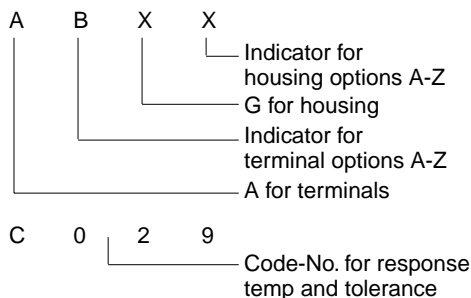 A B X X
Indicator for
housing options A-Z
G for housing
Indicator for
terminal options A-Z
A for terminals
C 0 2 9
Code-No. for response
temp and tolerance